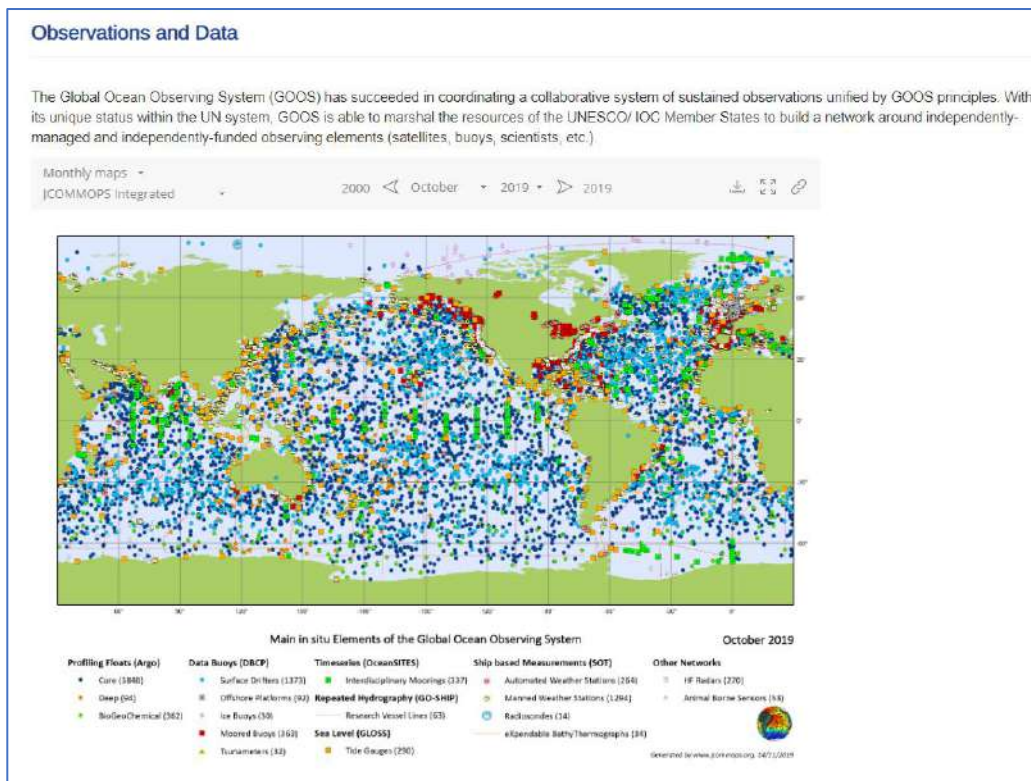 Observations and Data
The Global Ocean Observing System (GOOS) has succeeded in coordinating a collaborative system of sustained observations unified by GOOS principles. With
its unique status within the UN system, GOOS is able to marshal the resources of the UNESCO/ IOC Member States to build a network around independently-
managed and independently-funded observing elements (satellites, buoys, scientists, etc.)
Monthly maps
JCOMMOPS Integrated
2000 October 2019 2019
Main in situ Elements of the Global Ocean Observing System
October 2019
Profiling Floats (Argo)
Core (3840)
Deep (94)
BioGeoChemical (362)
Data Buoys (DBCP)
Surface Drifters (1373)
Offshore Platforms (92)
Ice Buoys (30)
Moored Buoys (363)
Tsunameters (32)
Timeseries (OceanSITES)
Interdisciplinary Moorings (337)
Repeated Hydrography (GO-SHIP)
Research Vessel Lines (63)
Sea Level (GLOSS)
Tide Gauges (290)
Ship based Measurements (SOT)
Automated Weather Stations (264)
Manned Weather Stations (1294)
Radiosondes (14)
eXpendable BathyThermographs (34)
Other Networks
HF Radars (270)
Animal Borne Sensors (53)
Generated by www.jcommops.org,